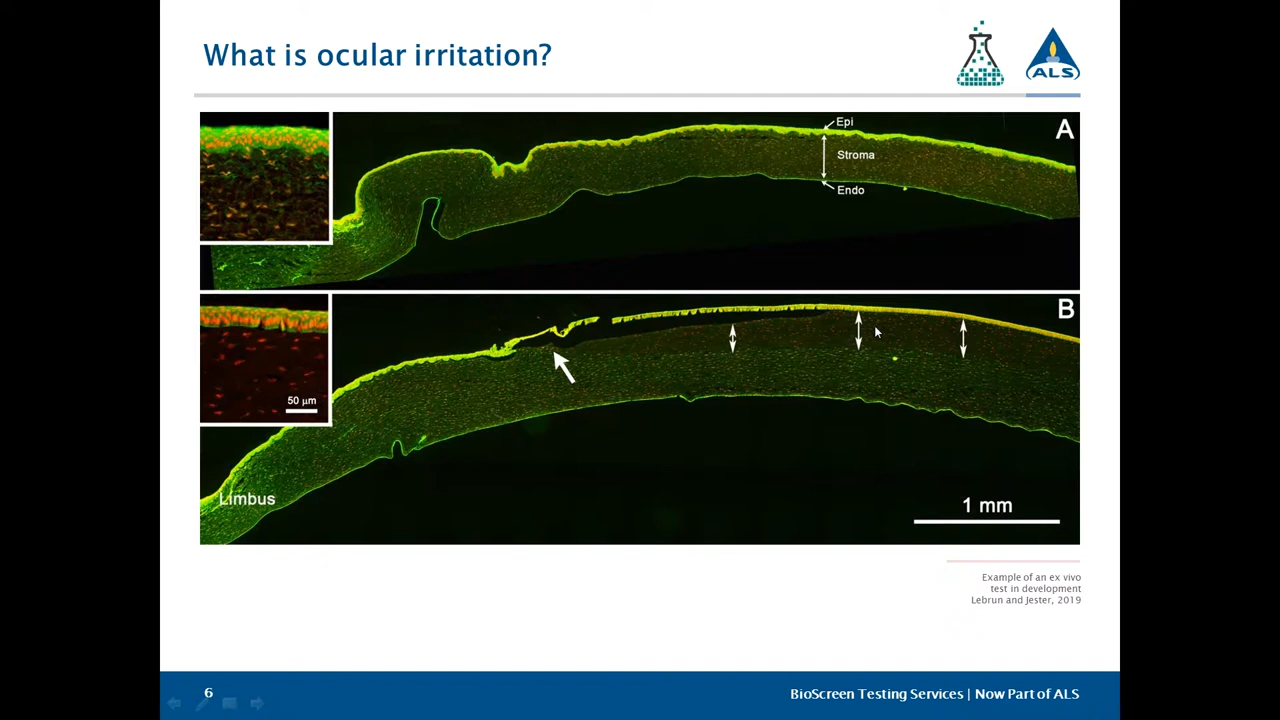 What is ocular irritation?
ALS
A
Epi
Stroma
Endo
B
50 μm
Limbus
1 mm
Example of an ex vivo
test in development
Lebrun and Jester, 2019
6
BioScreen Testing Services | Now Part of ALS